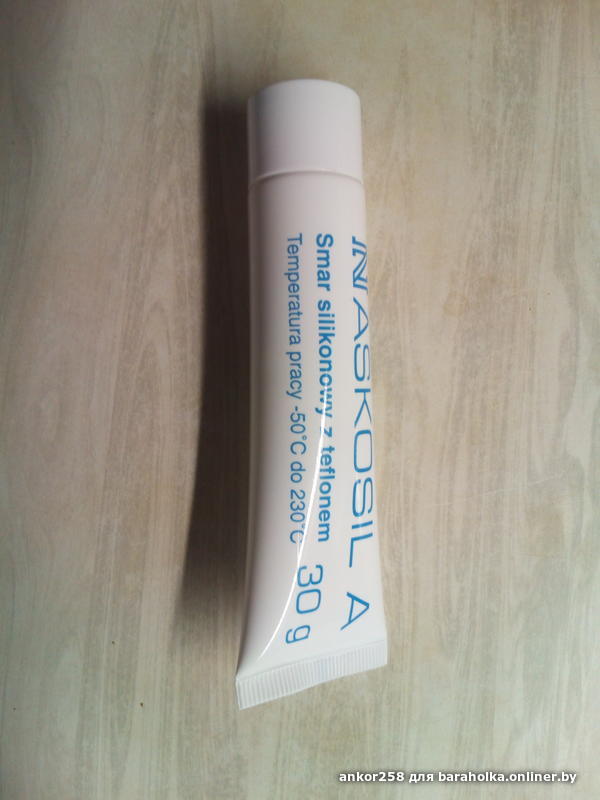 ASKOSIL A
Smar silikonowy z teflonem
Temperatura pracy -50°C do 230°C
30 g
ankor258 для baraholka.onliner.by